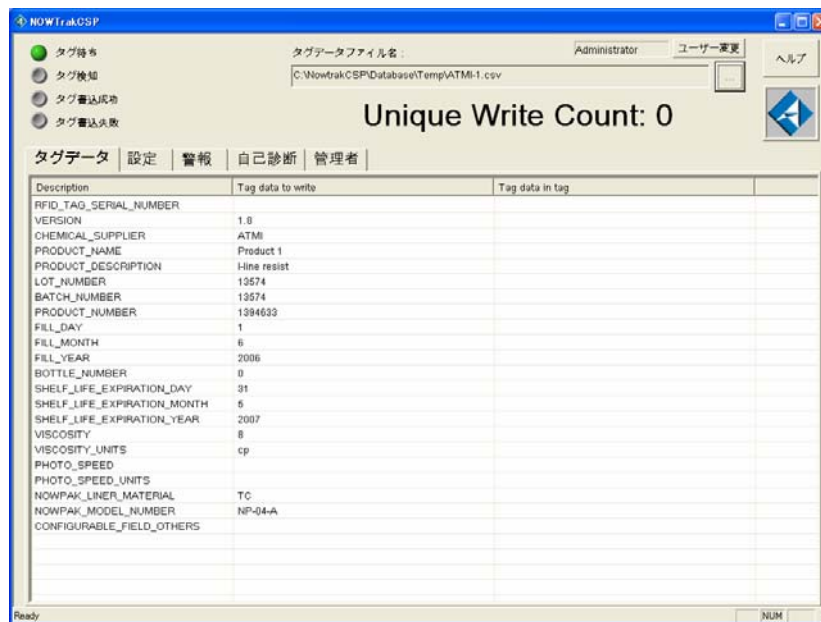 NOWTrakCSP
タグ待ち
タグデータファイル名 :
Administrator
ユーザー変更
ヘルプ
タグ検知
C:\NowtrakCSP\Database\Temp\ATMI-1.csv
...
タグ書込成功
タグ書込失敗
Unique Write Count: 0
タグデータ 設定 警報 自己診断 管理者
Description Tag data to write Tag data in tag
RFID_TAG_SERIAL_NUMBER
VERSION 1.8
CHEMICAL_SUPPLIER ATMI
PRODUCT_NAME Product 1
PRODUCT_DESCRIPTION I-line resist
LOT_NUMBER 13574
BATCH_NUMBER 13574
PRODUCT_NUMBER 1394633
FILL_DAY 1
FILL_MONTH 6
FILL_YEAR 2006
BOTTLE_NUMBER 0
SHELF_LIFE_EXPIRATION_DAY 31
SHELF_LIFE_EXPIRATION_MONTH 5
SHELF_LIFE_EXPIRATION_YEAR 2007
VISCOSITY 8
VISCOSITY_UNITS cp
PHOTO_SPEED
PHOTO_SPEED_UNITS
NOWPAK_LINER_MATERIAL TC
NOWPAK_MODEL_NUMBER NP-04-A
CONFIGURABLE_FIELD_OTHERS
Ready NUM